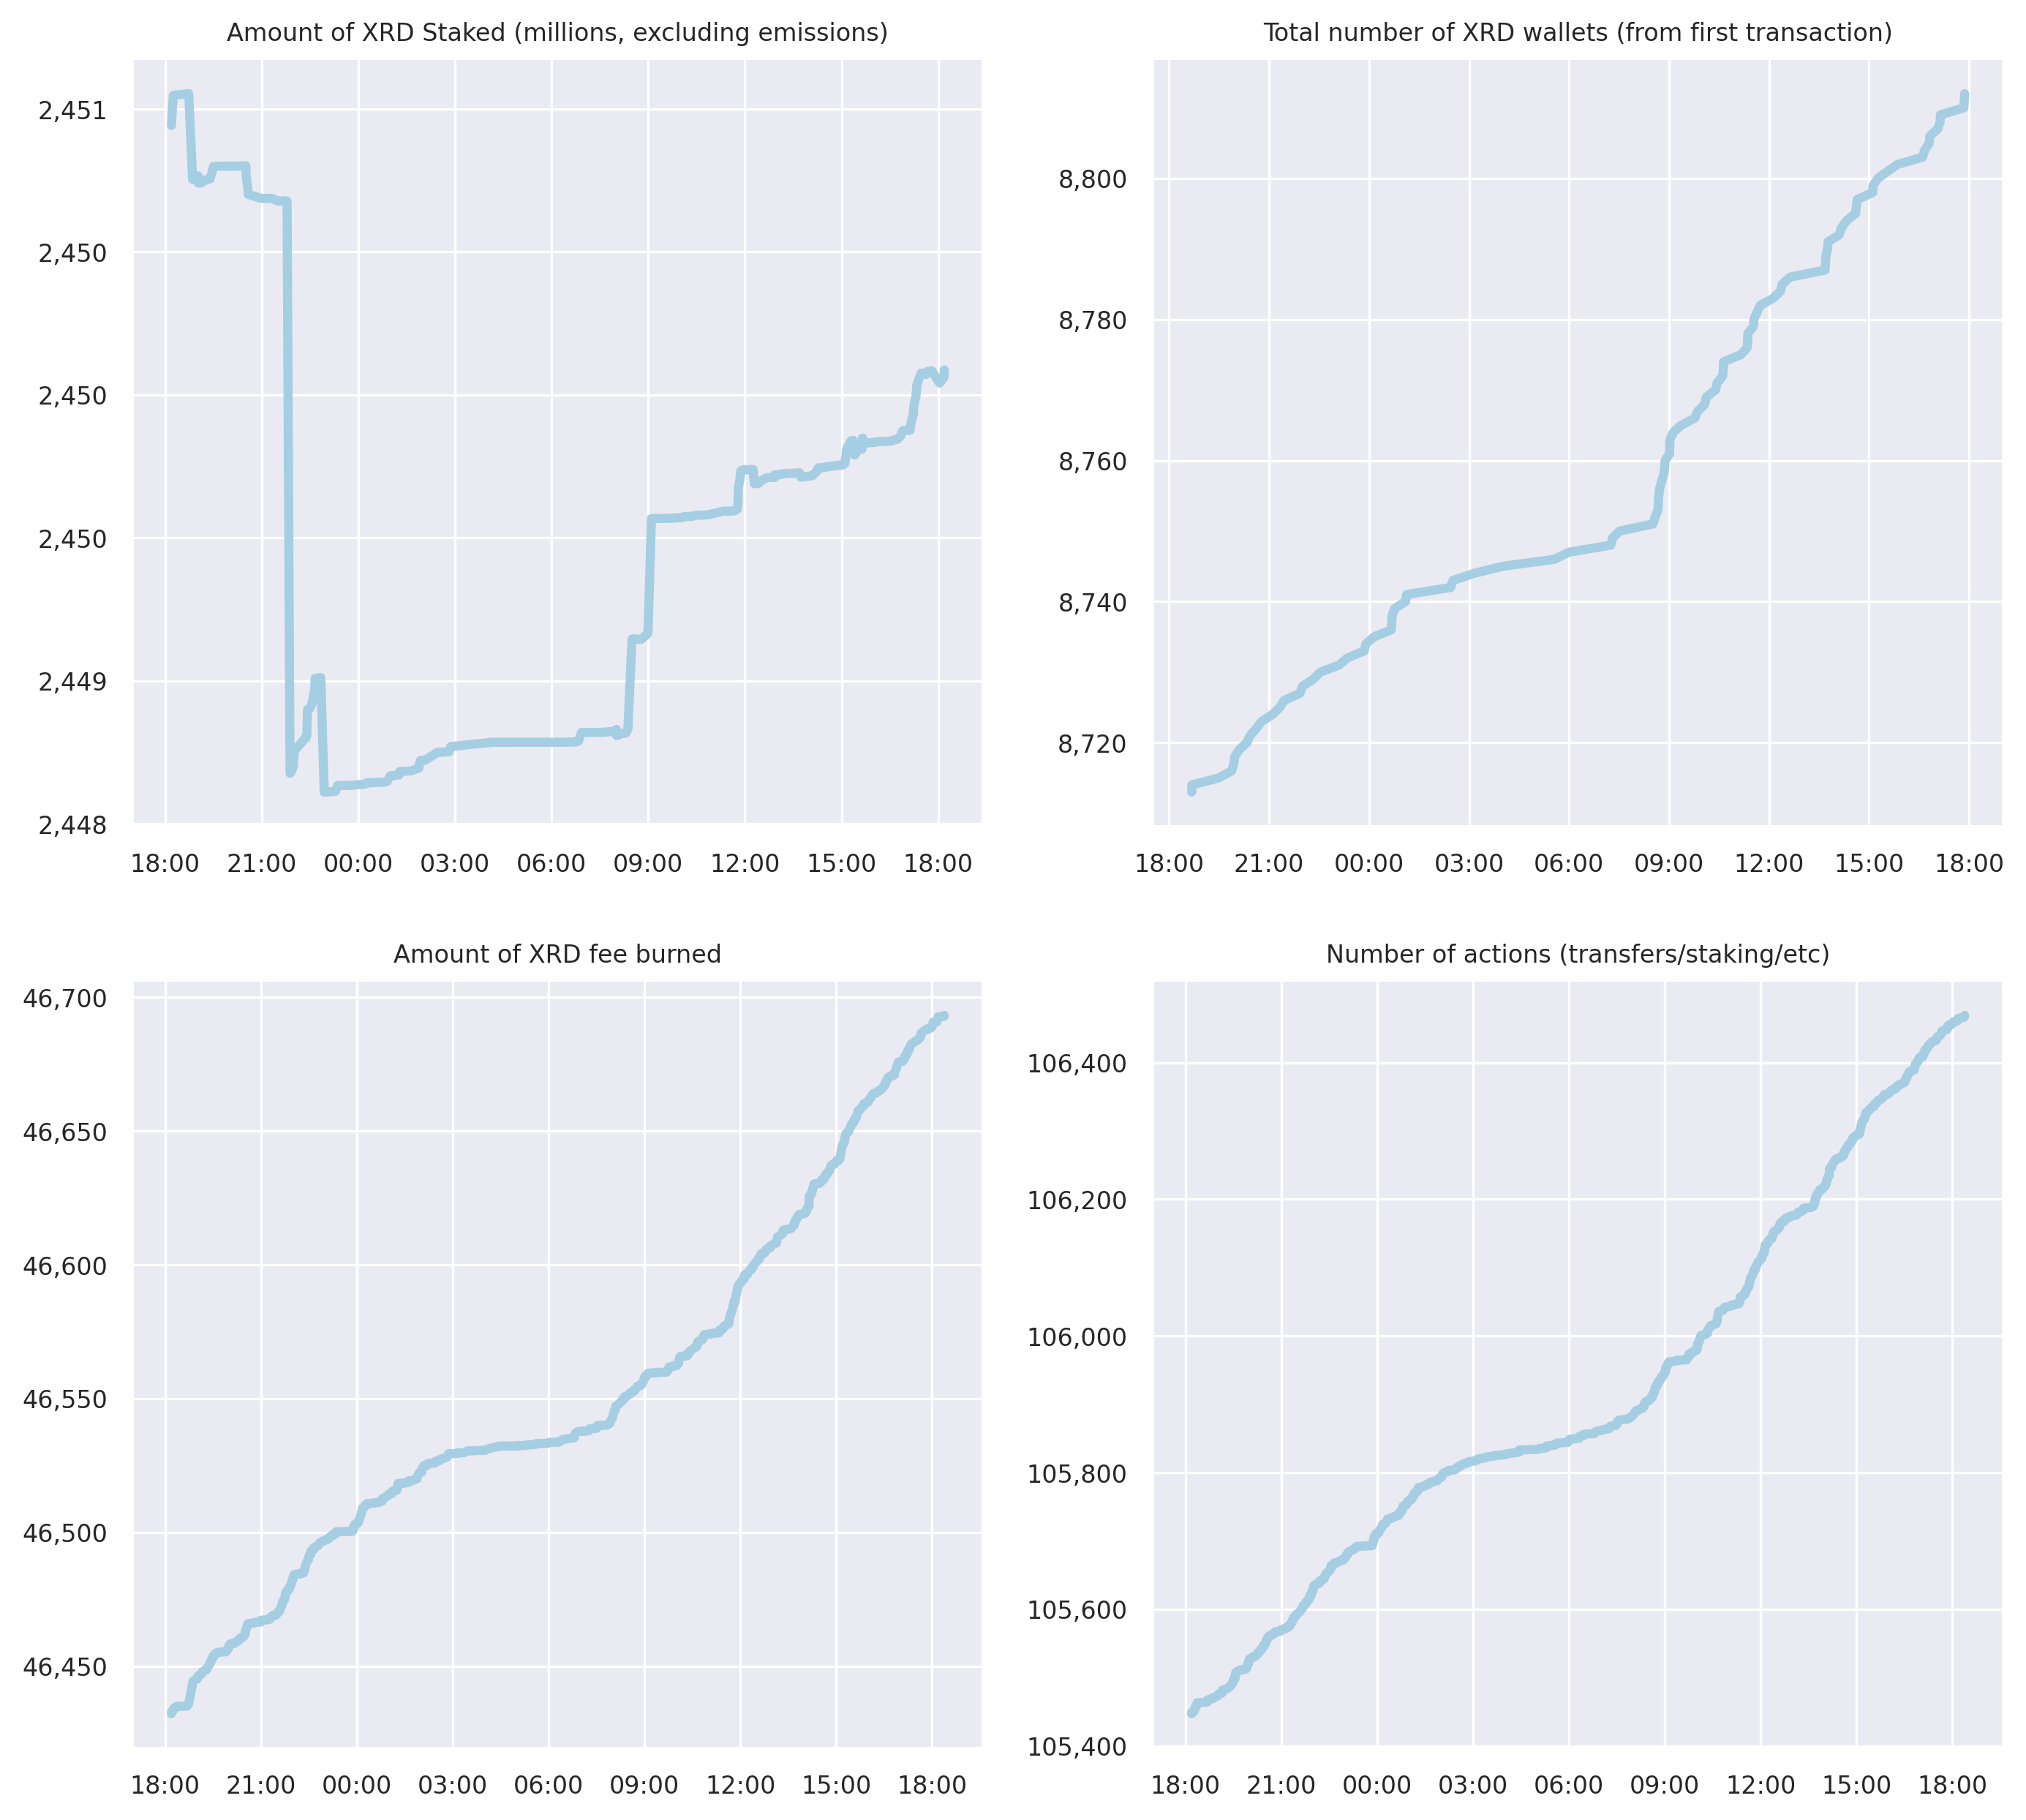 Amount of XRD Staked (millions, excluding emissions)
2,451
2,450
2,450
2,450
2,449
2,448
18:00 21:00 00:00 03:00 06:00 09:00 12:00 15:00 18:00
Total number of XRD wallets (from first transaction)
8,800
8,780
8,760
8,740
8,720
18:00 21:00 00:00 03:00 06:00 09:00 12:00 15:00 18:00
Amount of XRD fee burned
46,700
46,650
46,600
46,550
46,500
46,450
18:00 21:00 00:00 03:00 06:00 09:00 12:00 15:00 18:00
Number of actions (transfers/staking/etc)
106,400
106,200
106,000
105,800
105,600
105,400
18:00 21:00 00:00 03:00 06:00 09:00 12:00 15:00 18:00